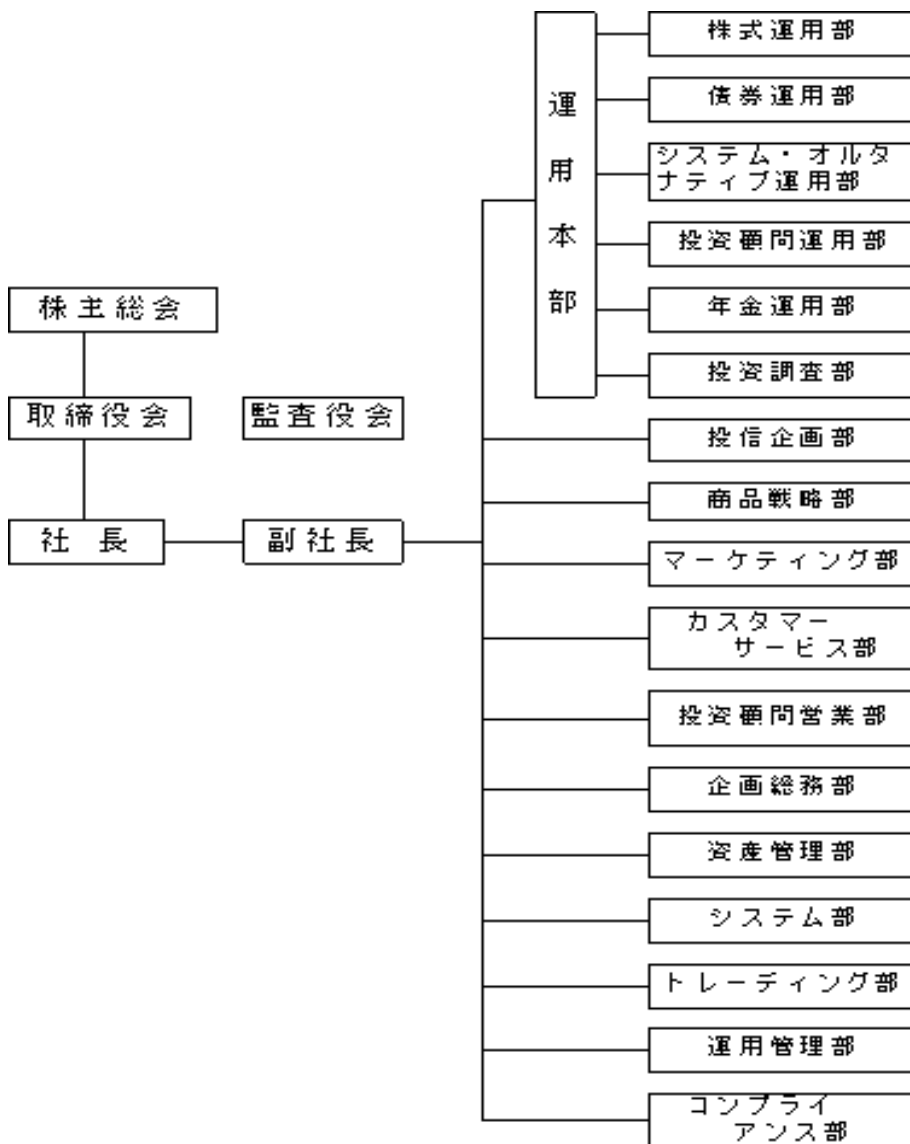 株主総会
取締役会
監査役会
社長
副社長
運用本部
株式運用部
債券運用部
システム・オルタ
ナティブ運用部
投資顧問運用部
年金運用部
投資調査部
投信企画部
商品戦略部
マーケティング部
カスタマー
サービス部
投資顧問営業部
企画総務部
資産管理部
システム部
トレーディング部
運用管理部
コンプライ
アンス部